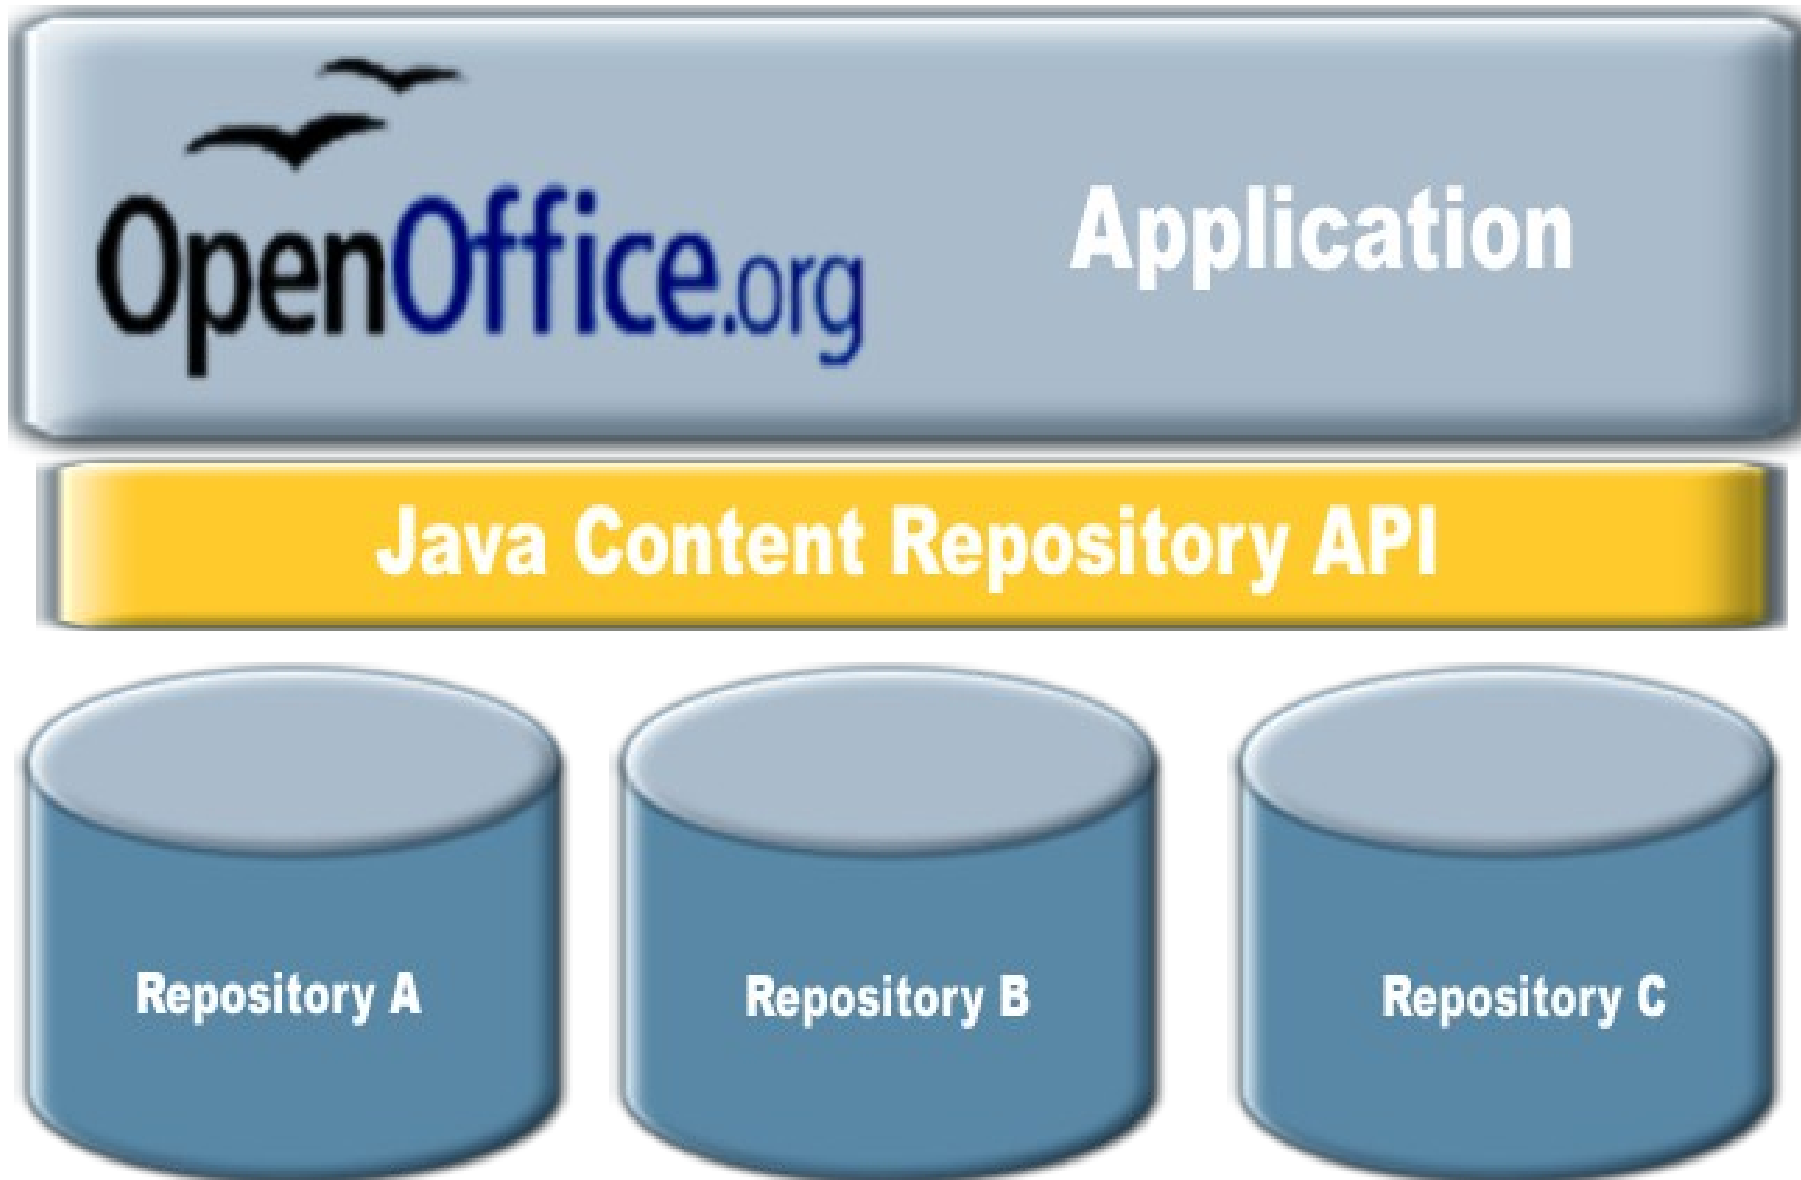 OpenOffice.org
Application
Java Content Repository API
Repository A
Repository B
Repository C